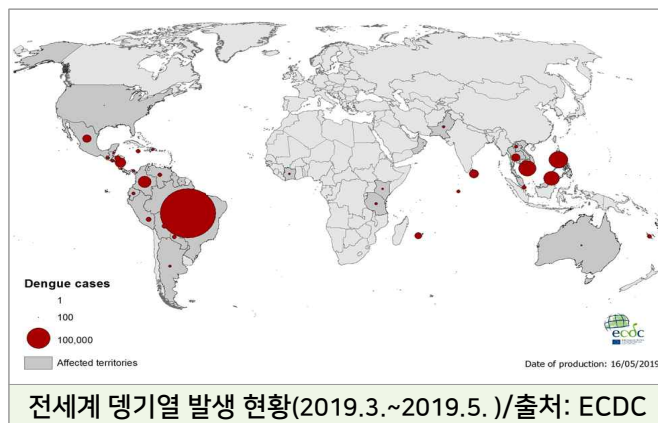 Dengue cases
1
100
100,000
Affected territories
ecdc
Date of production: 16/05/2019
전세계 뎅기열 발생 현황(2019.3.~2019.5. )/출처: ECDC